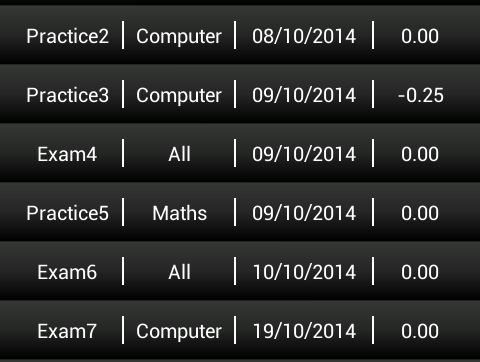 Practice2 Computer 08/10/2014 0.00
Practice3 Computer 09/10/2014 -0.25
Exam4 All 09/10/2014 0.00
Practice5 Maths 09/10/2014 0.00
Exam6 All 10/10/2014 0.00
Exam7 Computer 19/10/2014 0.00